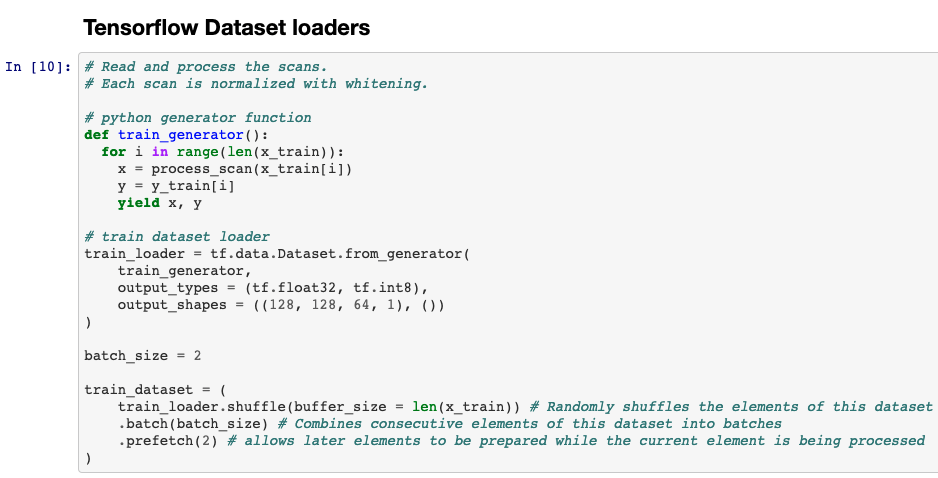 Tensorflow Dataset loaders
In [10]:
# Read and process the scans.
# Each scan is normalized with whitening.

# python generator function
def train_generator():
  for i in range(len(x_train)):
    x = process_scan(x_train[i])
    y = y_train[i]
    yield x, y

# train dataset loader
train_loader = tf.data.Dataset.from_generator(
    train_generator,
    output_types = (tf.float32, tf.int8),
    output_shapes = ((128, 128, 64, 1), ())
)

batch_size = 2

train_dataset = (
    train_loader.shuffle(buffer_size = len(x_train)) # Randomly shuffles the elements of this dataset
    .batch(batch_size) # Combines consecutive elements of this dataset into batches
    .prefetch(2) # allows later elements to be prepared while the current element is being processed
)